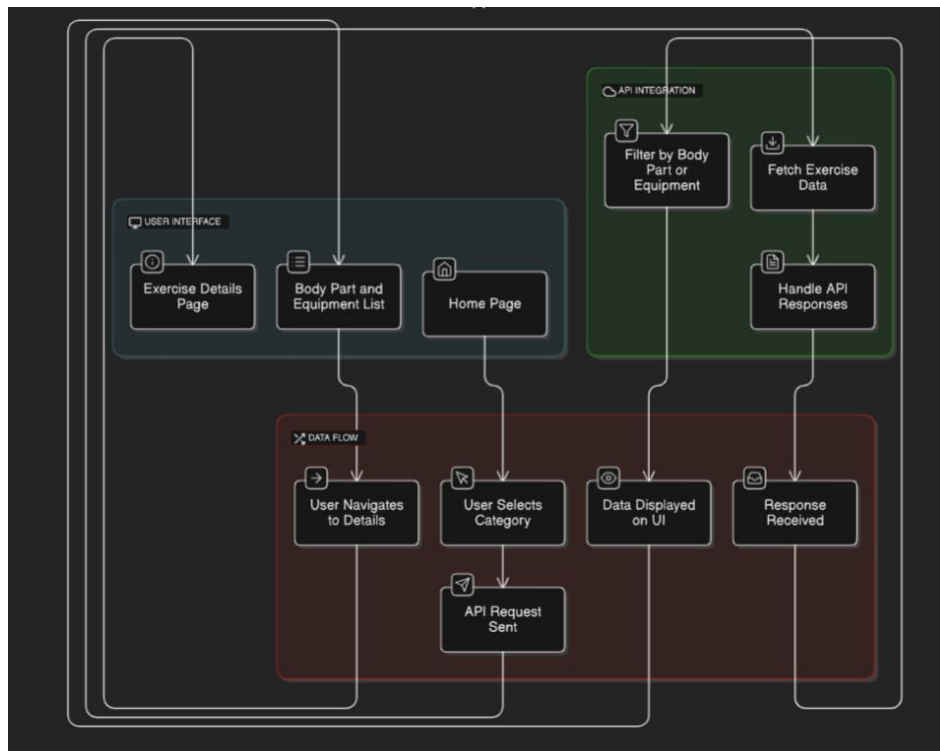 API INTEGRATION
Filter by Body
Part or
Equipment
Fetch Exercise
Data
USER INTERFACE
Exercise Details
Page
Body Part and
Equipment List
Home Page
Handle API
Responses
DATA FLOW
User Navigates
to Details
User Selects
Category
Data Displayed
on UI
Response
Received
API Request
Sent